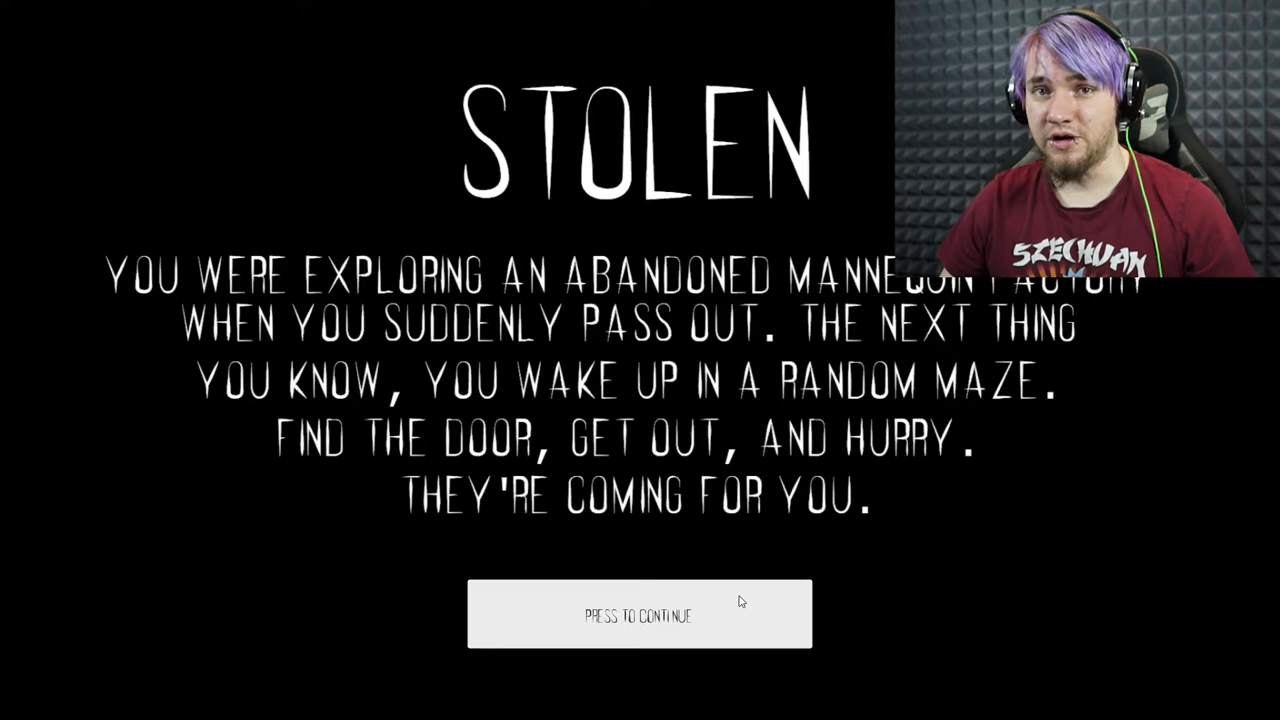 STOLEN
YOU WERE EXPLORING AN ABANDONED MANNEQUIN FACTORY
WHEN YOU SUDDENLY PASS OUT. THE NEXT THING
YOU KNOW, YOU WAKE UP IN A RANDOM MAZE.
FIND THE DOOR, GET OUT, AND HURRY.
THEY'RE COMING FOR YOU.
PRESS TO CONTINUE
SZECHUAN